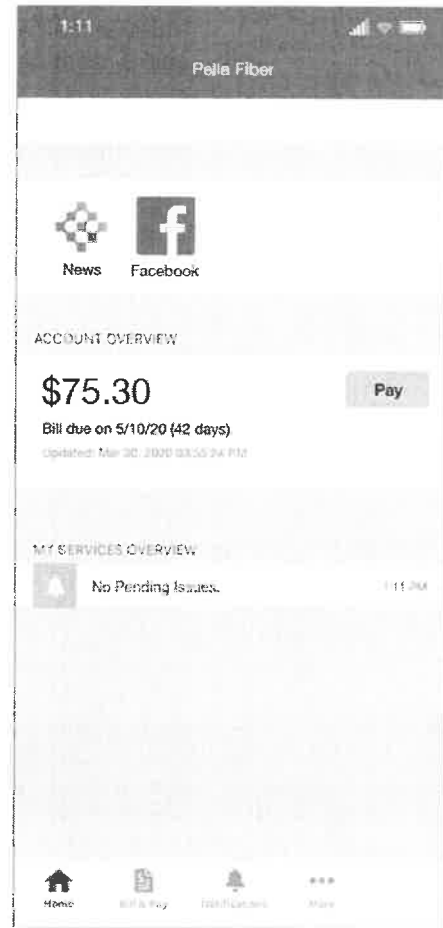 1:11
Pella Fiber
News Facebook
ACCOUNT OVERVIEW
$75.30
Pay
Bill due on 5/10/20 (42 days)
Updated: Mar 30, 2020
MY SERVICES OVERVIEW
No Pending Issues.
Home Bill & Pay Notifications More